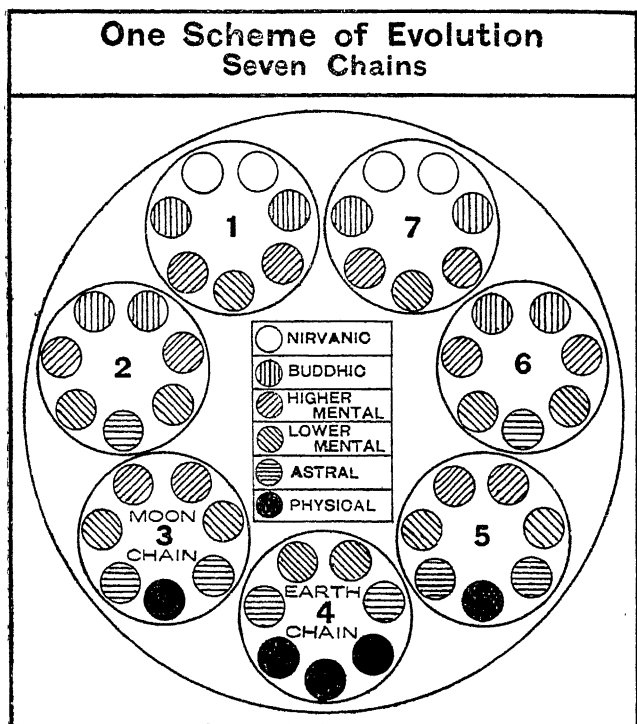 One Scheme of Evolution
Seven Chains
1
7
2
6
NIRVANIC
BUDDHIC
HIGHER
MENTAL
LOWER
MENTAL
ASTRAL
PHYSICAL
MOON
3
CHAIN
5
EARTH
4
CHAIN